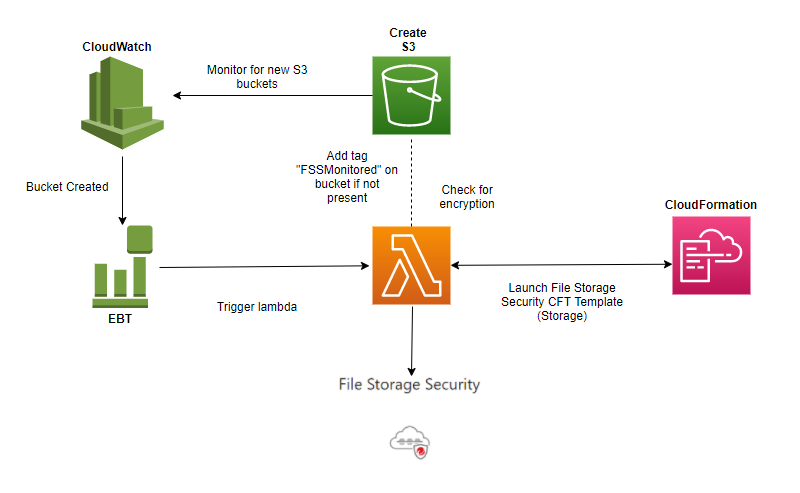 Create
S3
CloudWatch
Monitor for new S3
buckets
Add tag
"FSSMonitored" on
bucket if not
present
Check for
encryption
Bucket Created
CloudFormation
EBT
Trigger lambda
Launch File Storage
Security CFT Template
(Storage)
File Storage Security